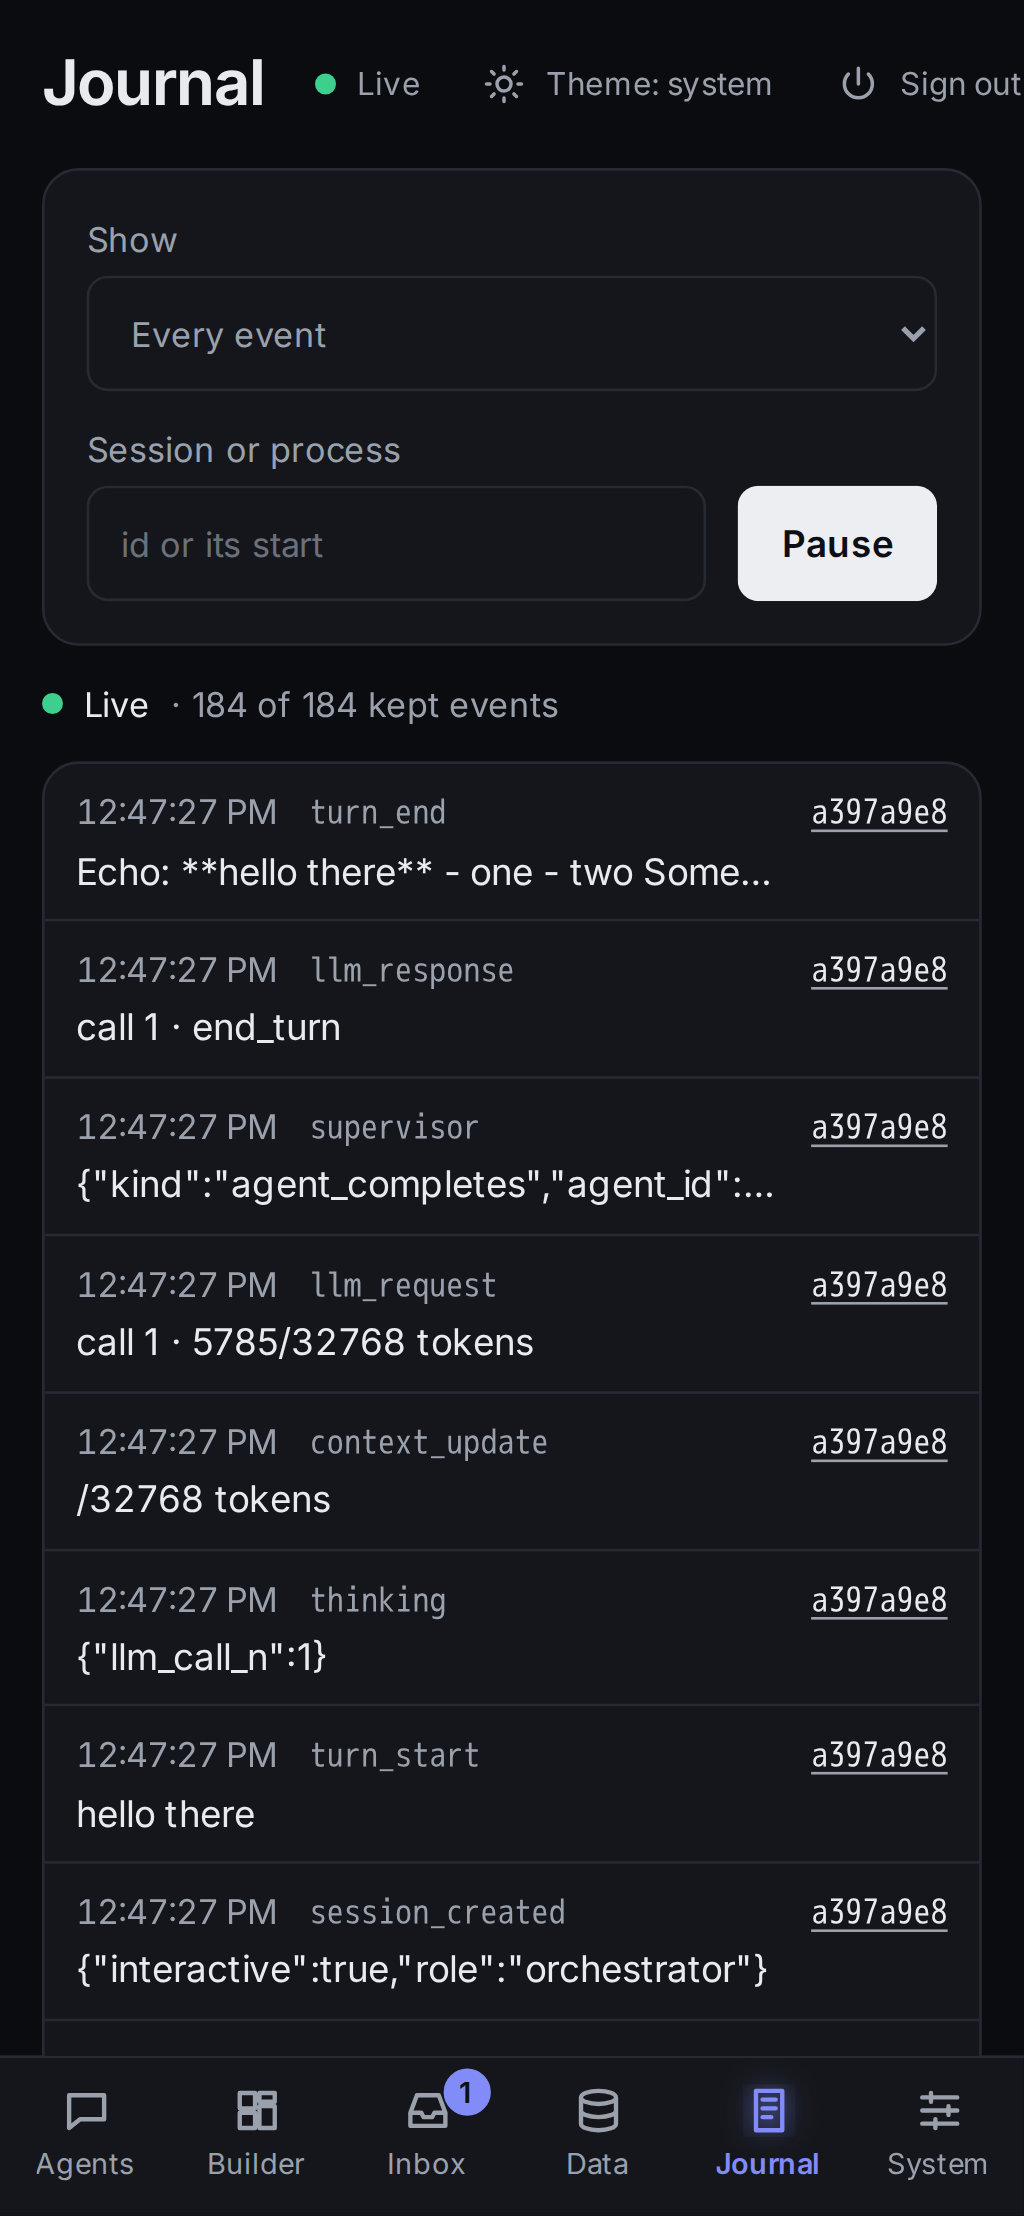 Journal Live Theme: system Sign out
Show
Every event
Session or process
id or its start Pause
Live · 184 of 184 kept events
12:47:27 PM turn_end a397a9e8
Echo: **hello there** - one - two Some...
12:47:27 PM llm_response a397a9e8
call 1 · end_turn
12:47:27 PM supervisor a397a9e8
{"kind":"agent_completes","agent_id":...
12:47:27 PM llm_request a397a9e8
call 1 · 5785/32768 tokens
12:47:27 PM context_update a397a9e8
/32768 tokens
12:47:27 PM thinking a397a9e8
{"llm_call_n":1}
12:47:27 PM turn_start a397a9e8
hello there
12:47:27 PM session_created a397a9e8
{"interactive":true,"role":"orchestrator"}
1
Agents Builder Inbox Data Journal System